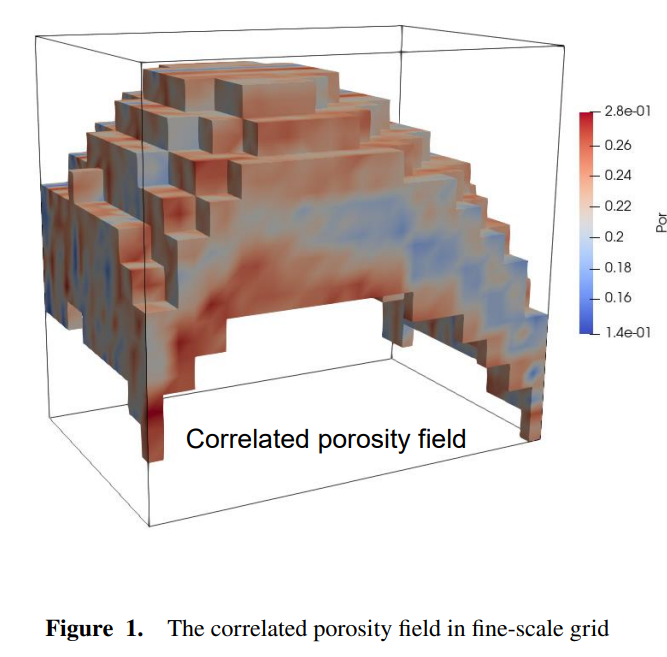 2.8e-01
0.26
0.24
0.22
0.2
0.18
0.16
1.4e-01
Por
Correlated porosity field
Figure 1. The correlated porosity field in fine-scale grid